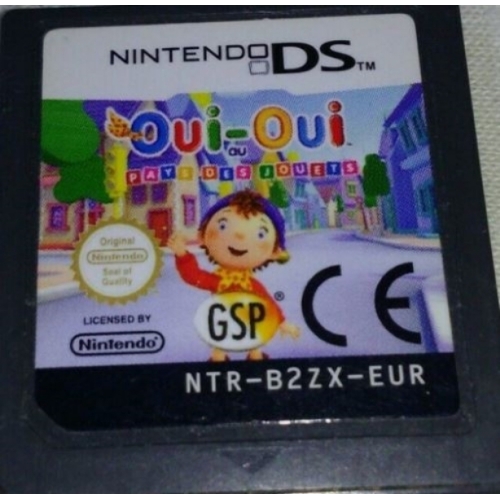 NINTENDO DS™
Oui-Oui™
au
PAYS DES JOUETS
Original
Nintendo
Seal of
Quality
LICENSED BY
Nintendo
GSP®
CE
NTR-B2ZX-EUR